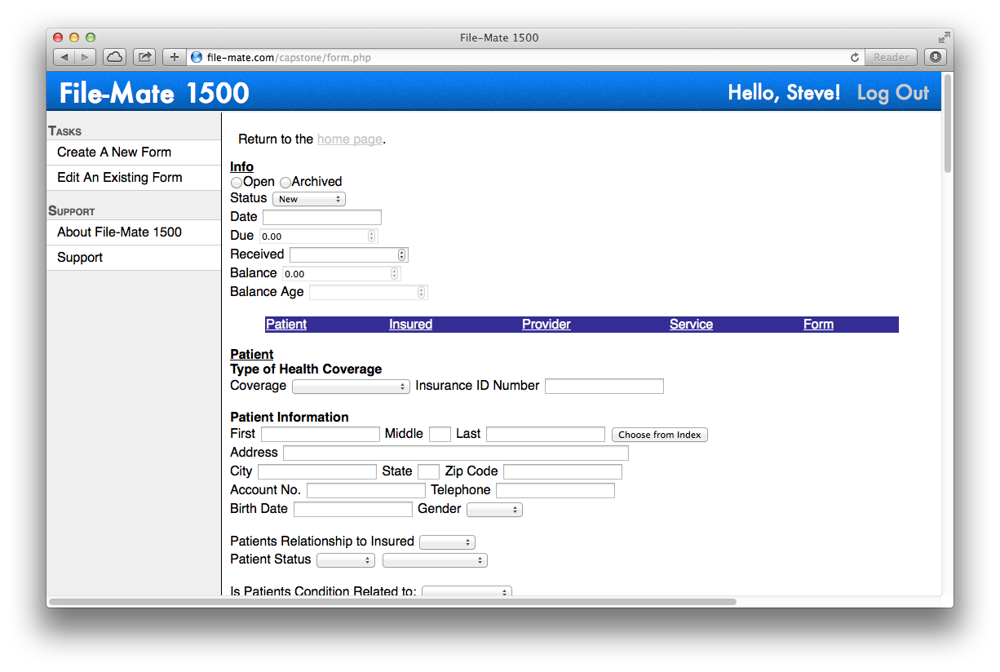 File-Mate 1500
file-mate.com/capstone/form.php
Reader
File-Mate 1500
Hello, Steve! Log Out
Tasks
Create A New Form
Edit An Existing Form
Support
About File-Mate 1500
Support
Return to the home page.
Info
Open Archived
Status New
Date
Due 0.00
Received
Balance 0.00
Balance Age
Patient Insured Provider Service Form
Patient
Type of Health Coverage
Coverage Insurance ID Number
Patient Information
First Middle Last Choose from Index
Address
City State Zip Code
Account No. Telephone
Birth Date Gender
Patients Relationship to Insured
Patient Status
Is Patients Condition Related to: